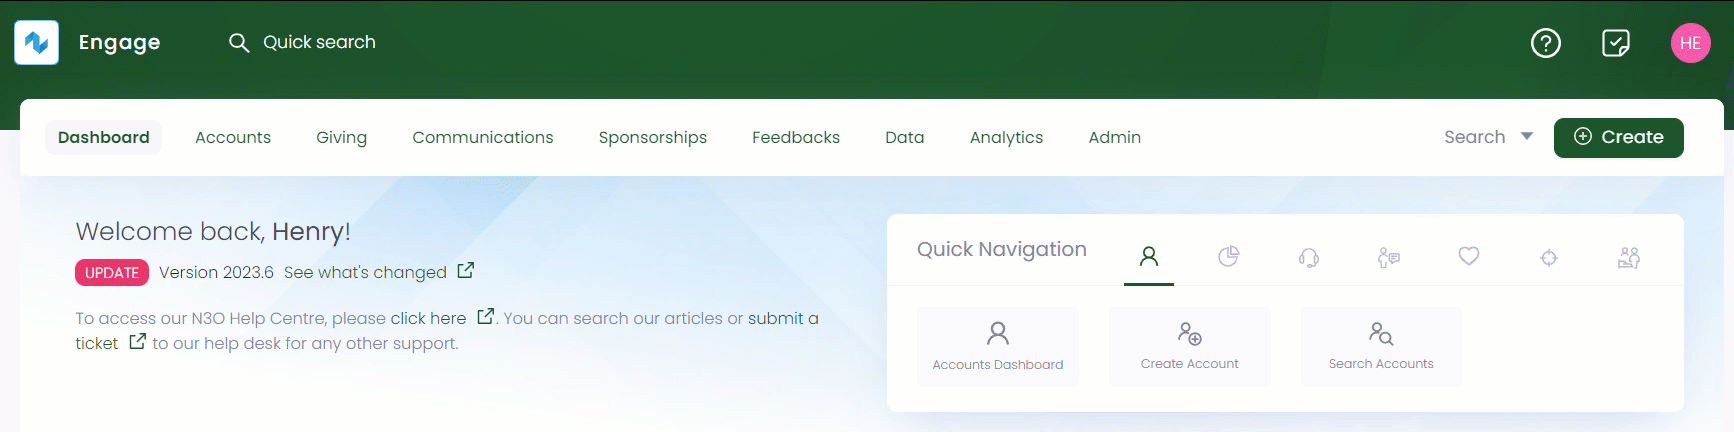 Engage
Quick search
HE
Dashboard Accounts Giving Communications Sponsorships Feedbacks Data Analytics Admin Search Create
Welcome back, Henry!
UPDATE Version 2023.6 See what's changed
To access our N3O Help Centre, please click here . You can search our articles or submit a
ticket to our help desk for any other support.
Quick Navigation
Accounts Dashboard
Create Account
Search Accounts